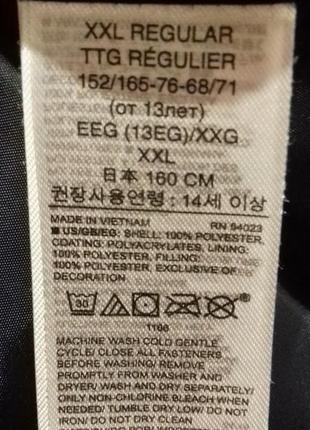 XXL REGULAR
TTG RÉGULIER
152/165-76-68/71
(от 13лет)
EEG (13EG)/XXG
XXL
日本 160 CM
권장사용연령 : 14세 이상
MADE IN VIETNAM RN 54023
US/GB/EG: SHELL: 100% POLYESTER,
COATING: POLYACRYLATES, LINING:
100% POLYESTER, FILLING:
100% POLYESTER, EXCLUSIVE OF
DECORATION
30
1166
MACHINE WASH COLD GENTLE
CYCLE/ CLOSE ALL FASTENERS
BEFORE WASHING/ REMOVE
PROMPTLY FROM WASHER AND
DRYER/ WASH AND DRY SEPARATELY/
ONLY NON-CHLORINE BLEACH WHEN
NEEDED/ TUMBLE DRY LOW/ DO NOT
IRON/ DO NOT DRY CLEAN